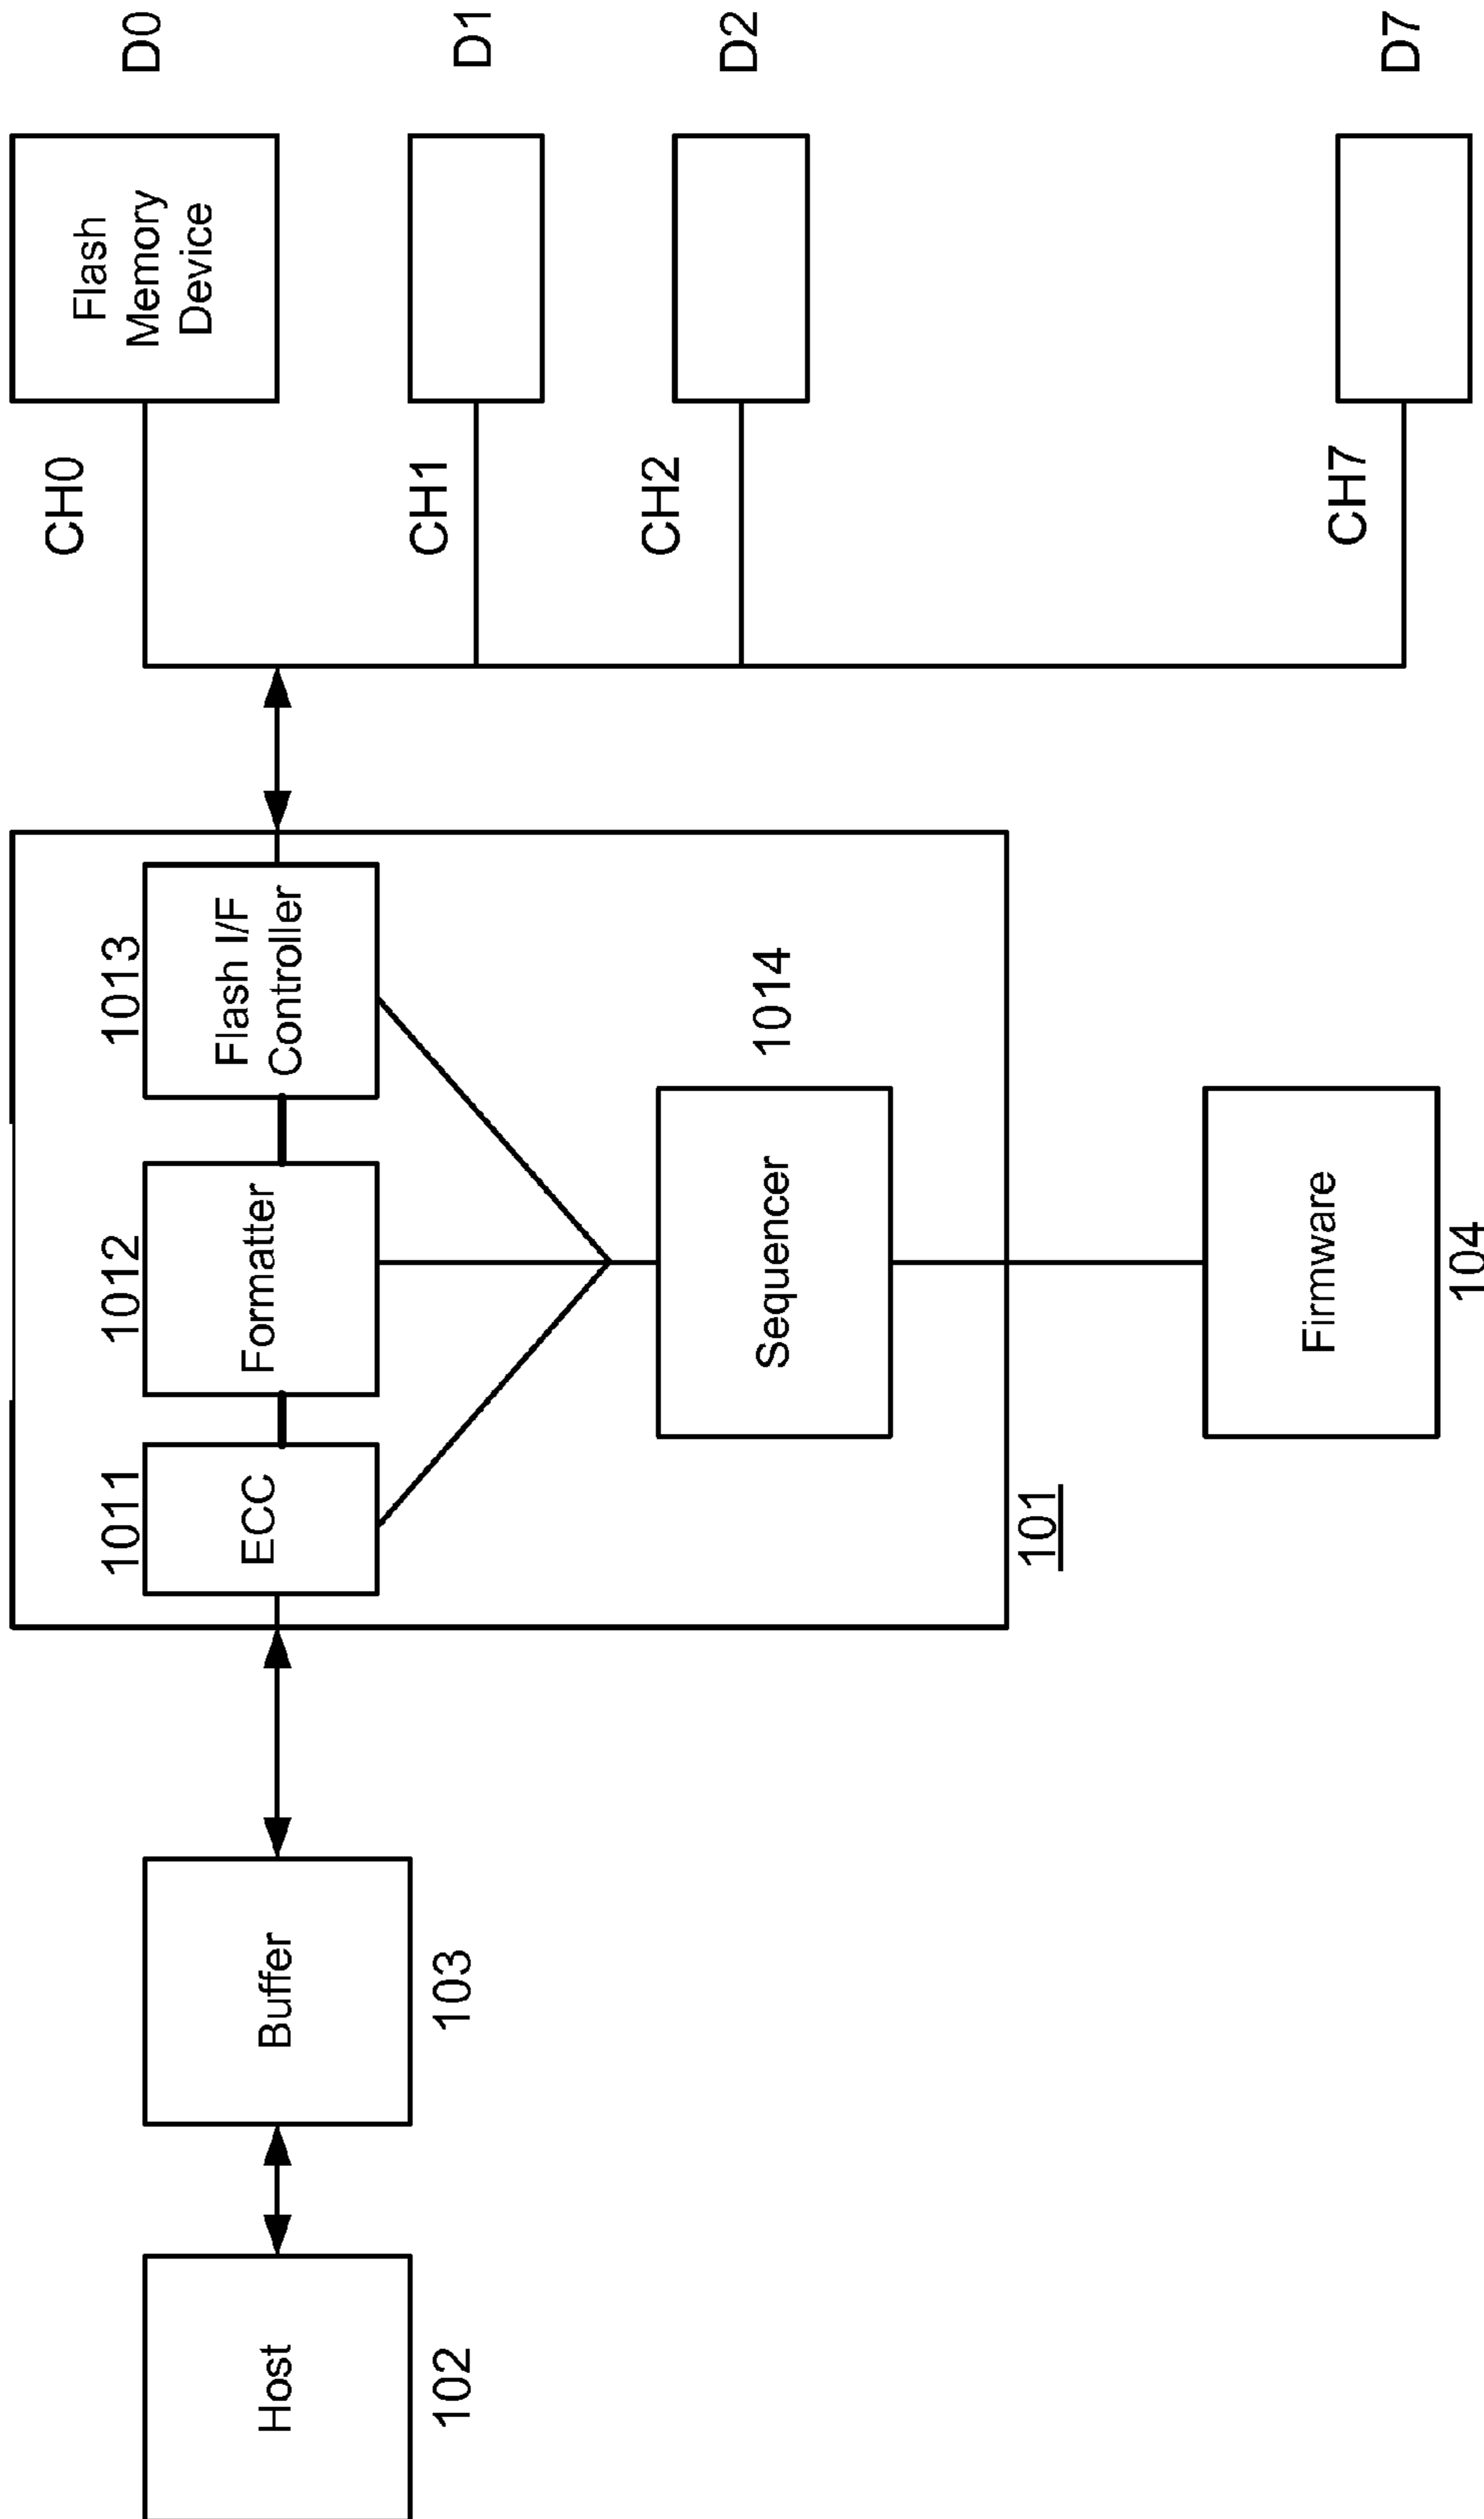 Host
102
Buffer
103
1011
ECC
1012
Formatter
1013
Flash I/F
Controller
Sequencer
1014
101
Firmware
104
CH0
Flash
Memory
Device
D0
CH1
D1
CH2
D2
CH7
D7